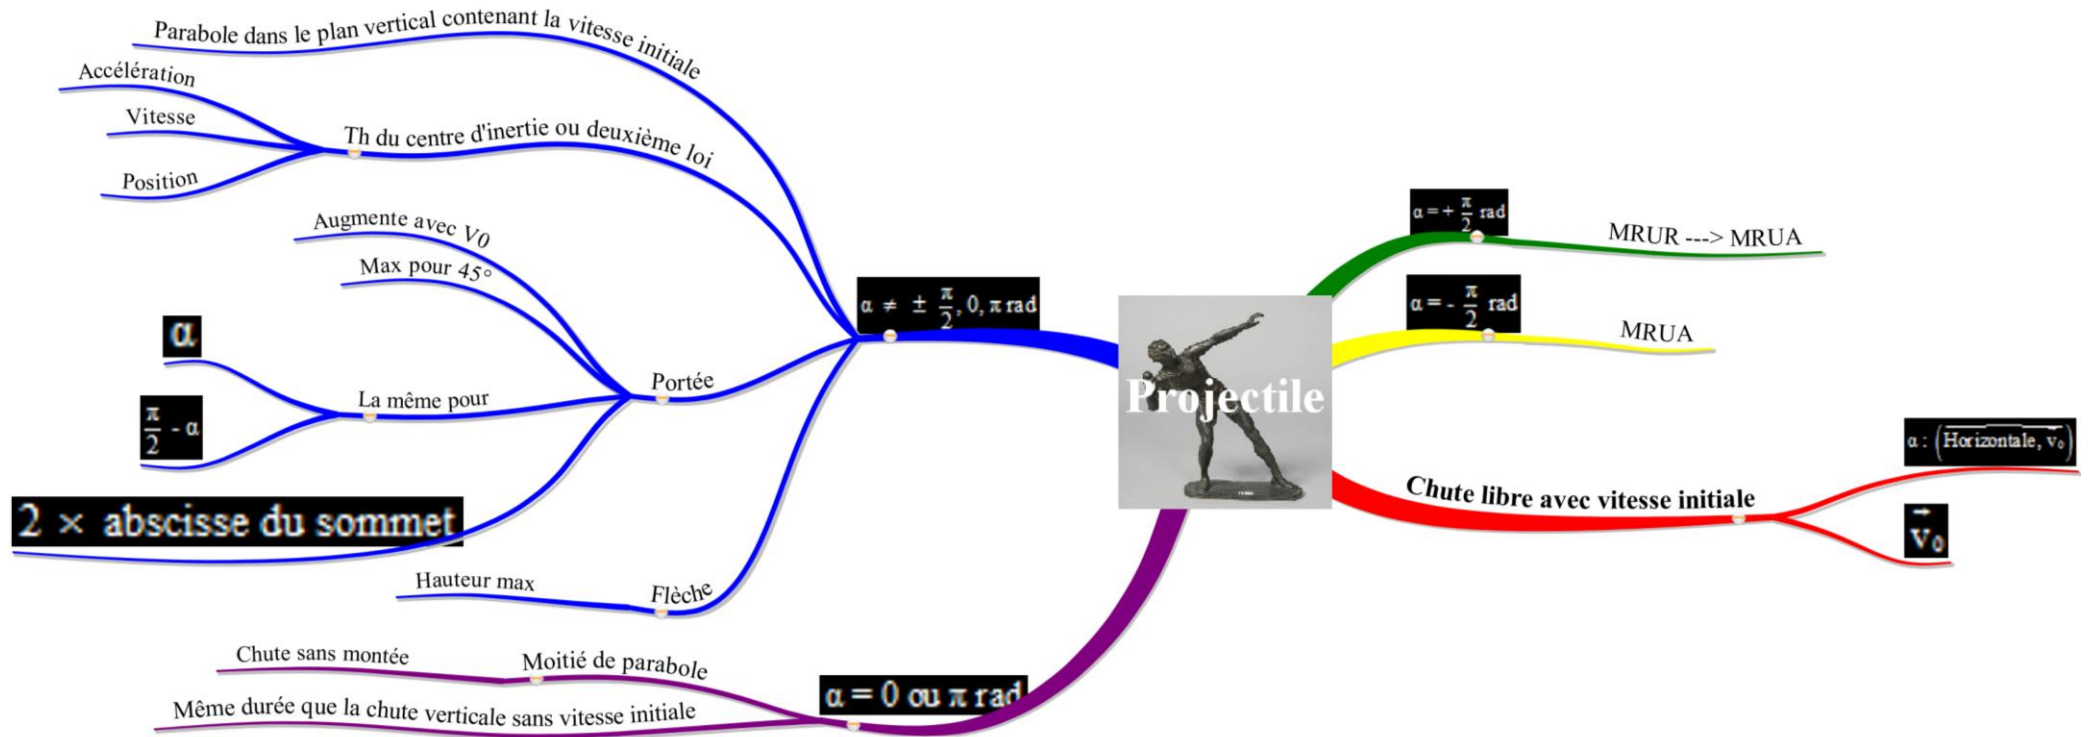 Projectile
α = + π/2 rad
MRUR ---> MRUA
α = - π/2 rad
MRUA
Chute libre avec vitesse initiale
α : (Horizontale, v₀)
v₀
α ≠ ± π/2, 0, π rad
Parabole dans le plan vertical contenant la vitesse initiale
Th du centre d'inertie ou deuxième loi
Accélération
Vitesse
Position
Portée
Augmente avec V0
Max pour 45°
La même pour
α
π/2 - α
2 × abscisse du sommet
Flèche
Hauteur max
α = 0 ou π rad
Moitié de parabole
Chute sans montée
Même durée que la chute verticale sans vitesse initiale